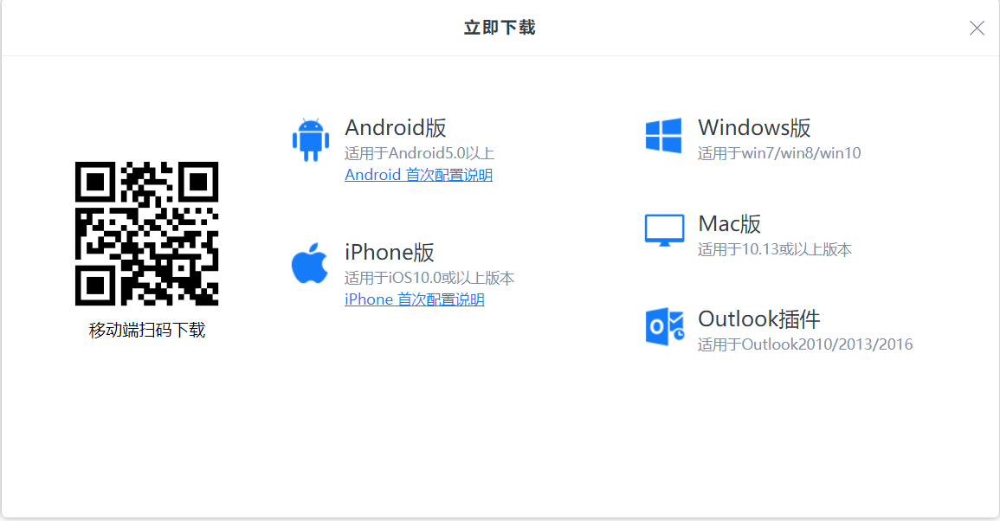 立即下载
移动端扫码下载
Android版
适用于Android5.0以上
Android 首次配置说明
iPhone版
适用于iOS10.0或以上版本
iPhone 首次配置说明
Windows版
适用于win7/win8/win10
Mac版
适用于10.13或以上版本
Outlook插件
适用于Outlook2010/2013/2016